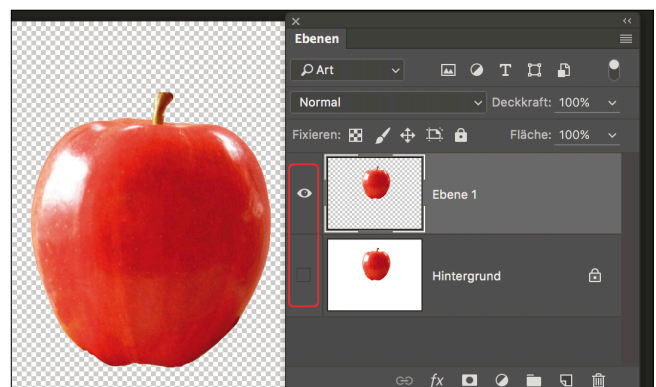 Ebenen
Art
Normal Deckkraft: 100%
Fixieren: Fläche: 100%
Ebene 1
Hintergrund
fx